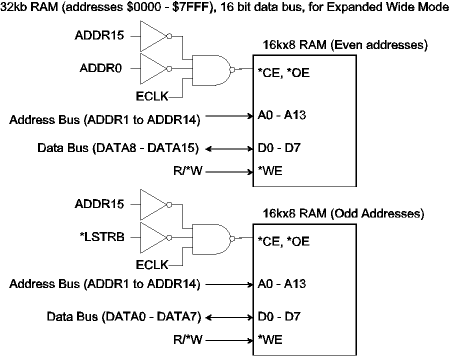 32kb RAM (addresses $0000 - $7FFF), 16 bit data bus, for Expanded Wide Mode
ADDR15
16kx8 RAM (Even addresses)
ADDR0
*CE, *OE
ECLK
Address Bus (ADDR1 to ADDR14)
A0 - A13
Data Bus (DATA8 - DATA15)
D0 - D7
R/*W
*WE
ADDR15
16kx8 RAM (Odd Addresses)
*LSTRB
*CE, *OE
ECLK
Address Bus (ADDR1 to ADDR14)
A0 - A13
Data Bus (DATA0 - DATA7)
D0 - D7
R/*W
*WE